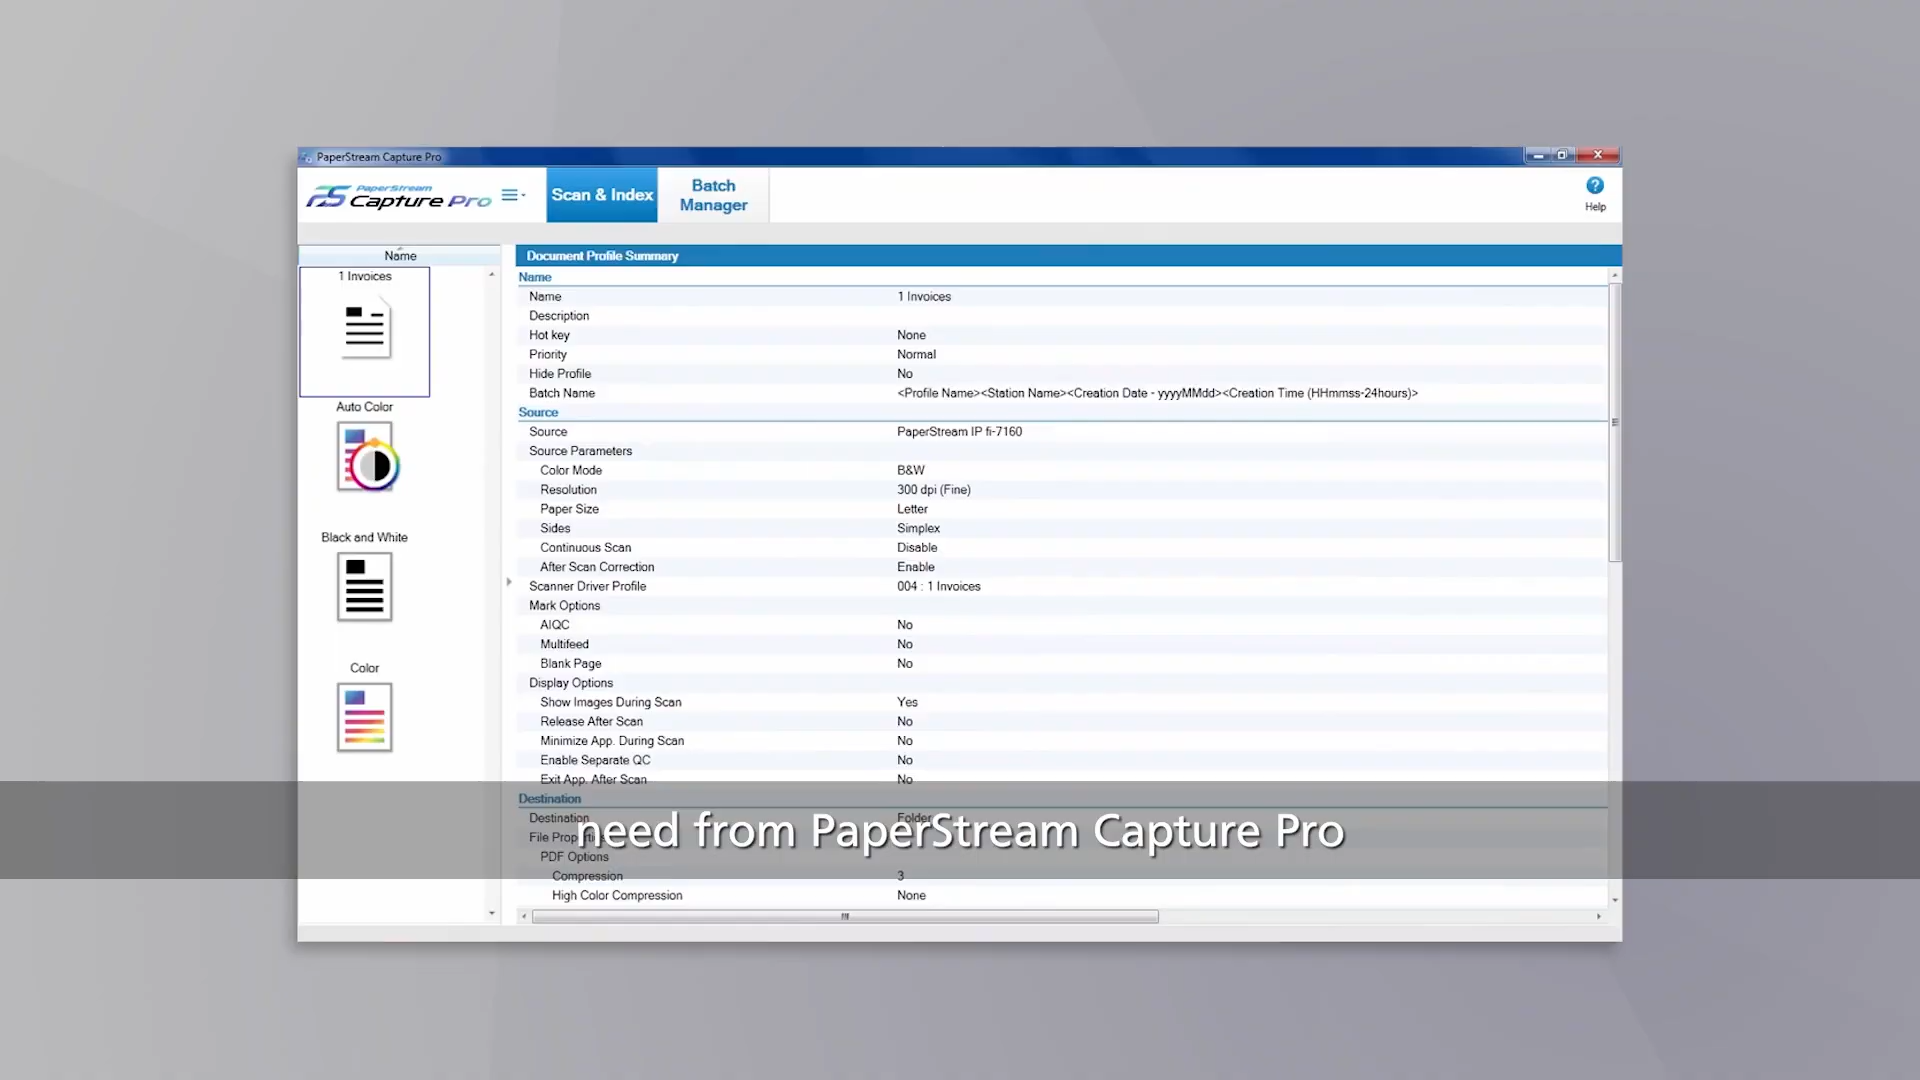 PaperStream Capture Pro
PaperStream
Capture Pro
Scan & Index
Batch
Manager
Help
Name
1 Invoices
Auto Color
Black and White
Color
Document Profile Summary
Name
Name 1 Invoices
Description
Hot key None
Priority Normal
Hide Profile No
Batch Name <Profile Name><Station Name><Creation Date - yyyyMMdd><Creation Time (HHmmss-24hours)>
Source
Source PaperStream IP fi-7160
Source Parameters
Color Mode B&W
Resolution 300 dpi (Fine)
Paper Size Letter
Sides Simplex
Continuous Scan Disable
After Scan Correction Enable
Scanner Driver Profile 004 : 1 Invoices
Mark Options
AIQC No
Multifeed No
Blank Page No
Display Options
Show Images During Scan Yes
Release After Scan No
Minimize App. During Scan No
Enable Separate QC No
Exit App. After Scan No
Destination
Destination Folder
File
need from PaperStream Capture Pro
PDF Options
Compression 3
High Color Compression None